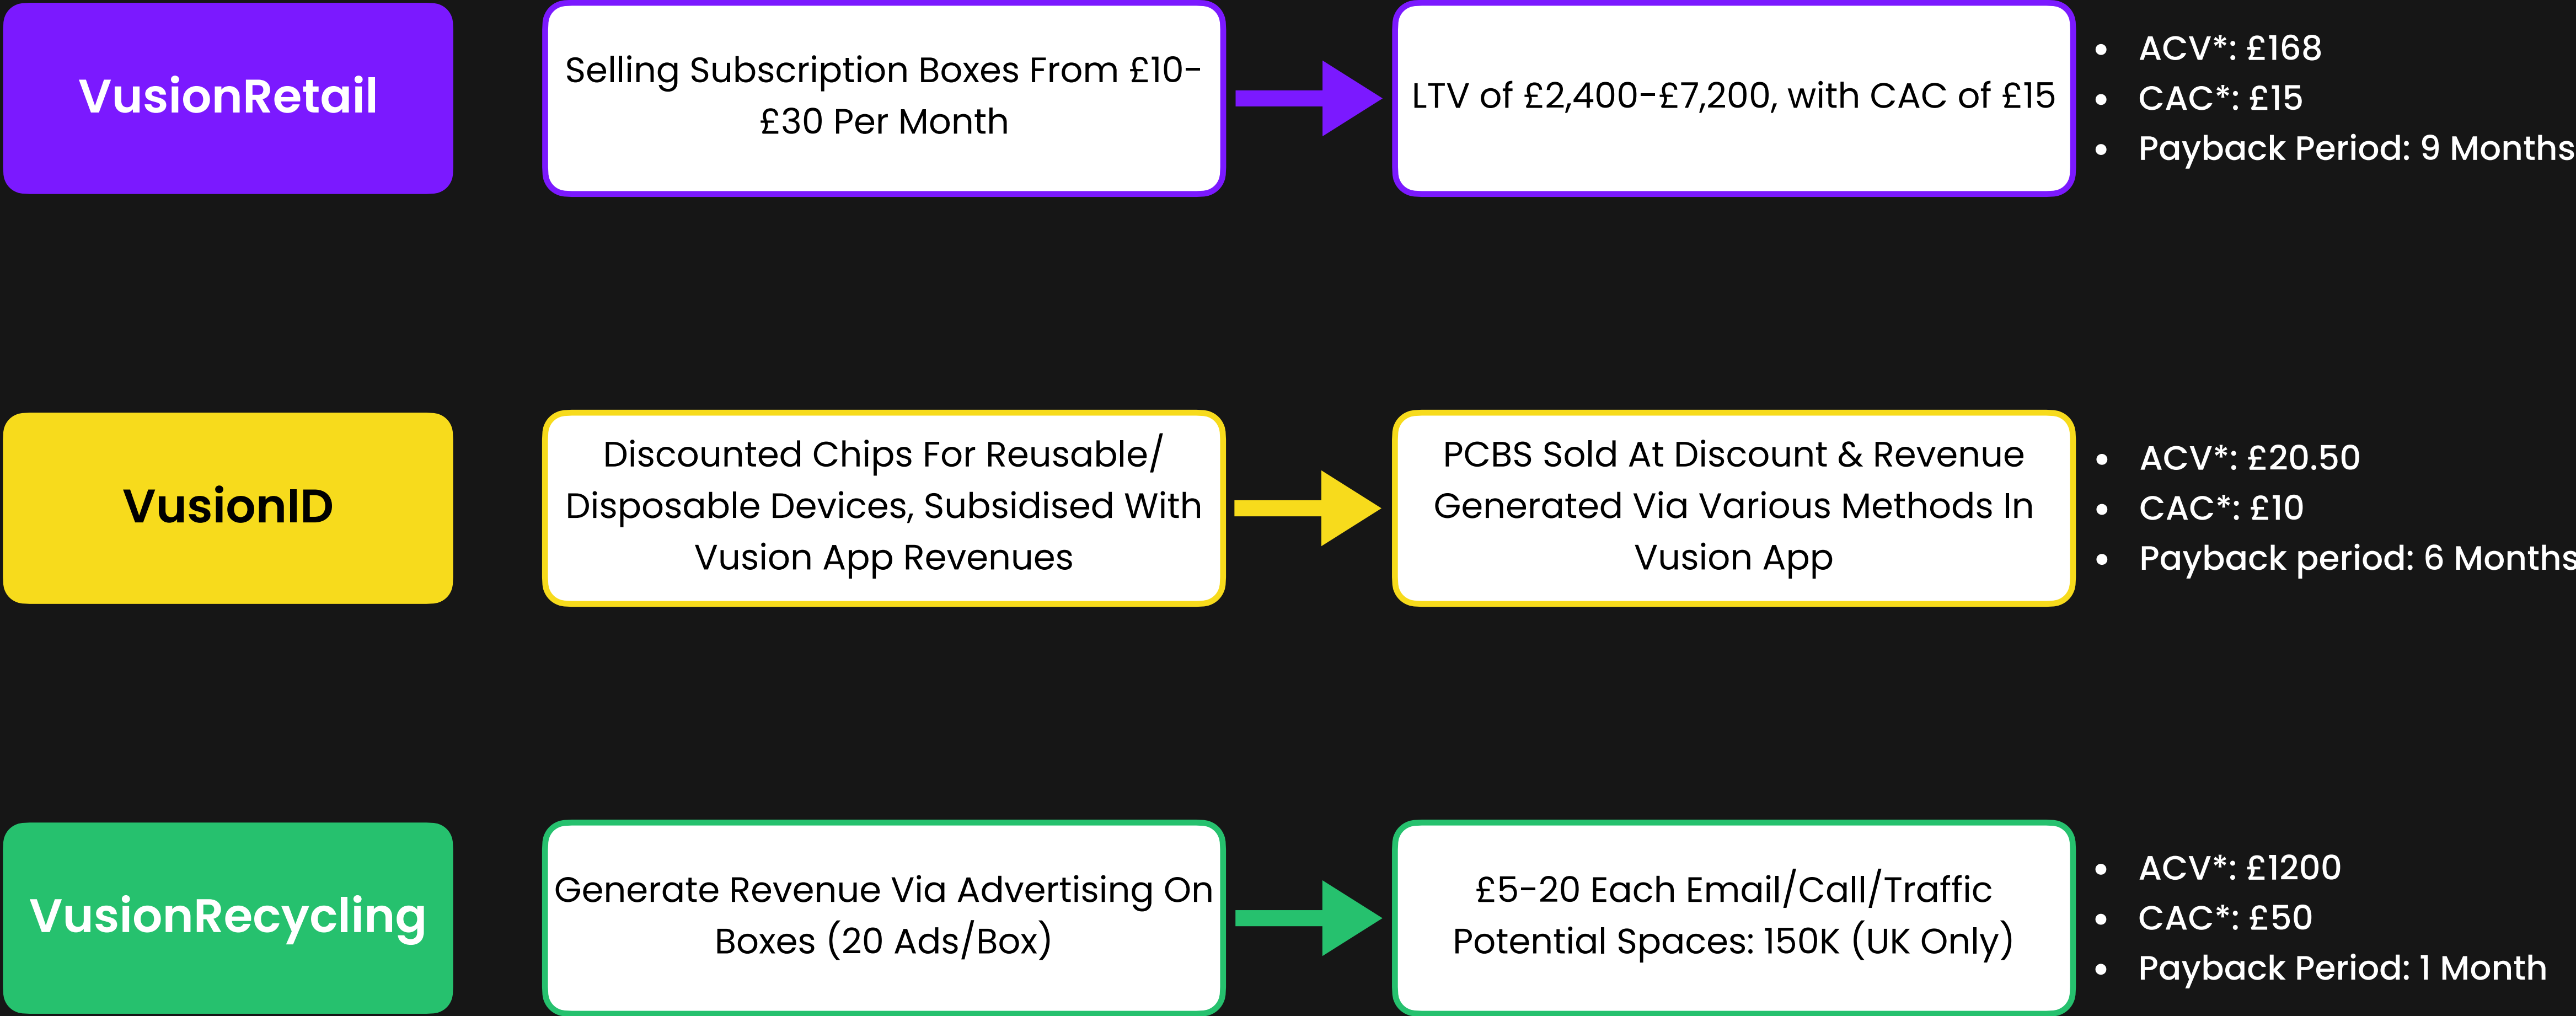 VusionRetail
Selling Subscription Boxes From £10-
£30 Per Month
LTV of £2,400-£7,200, with CAC of £15
• ACV*: £168
• CAC*: £15
• Payback Period: 9 Months
VusionID
Discounted Chips For Reusable/
Disposable Devices, Subsidised With
Vusion App Revenues
PCBS Sold At Discount & Revenue
Generated Via Various Methods In
Vusion App
• ACV*: £20.50
• CAC*: £10
• Payback period: 6 Months
VusionRecycling
Generate Revenue Via Advertising On
Boxes (20 Ads/Box)
£5-20 Each Email/Call/Traffic
Potential Spaces: 150K (UK Only)
• ACV*: £1200
• CAC*: £50
• Payback Period: 1 Month